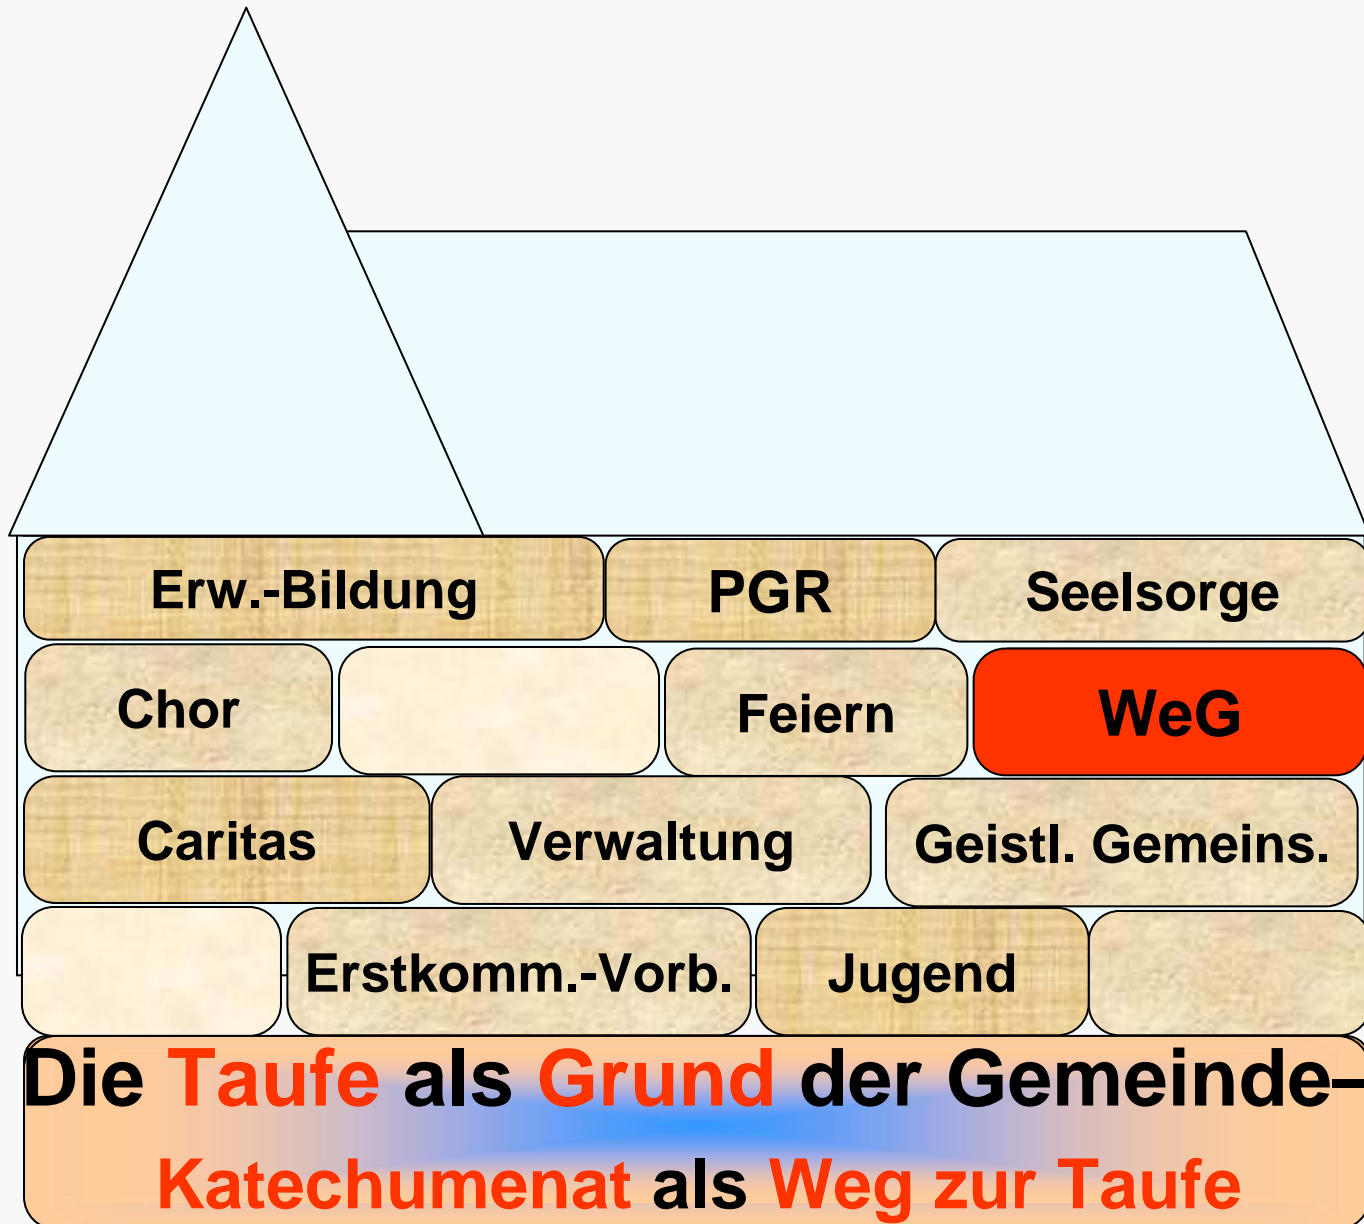 Erw.-Bildung PGR Seelsorge
Chor Feiern WeG
Caritas Verwaltung Geistl. Gemeins.
Erstkomm.-Vorb. Jugend
Die Taufe als Grund der Gemeinde–
Katechumenat als Weg zur Taufe